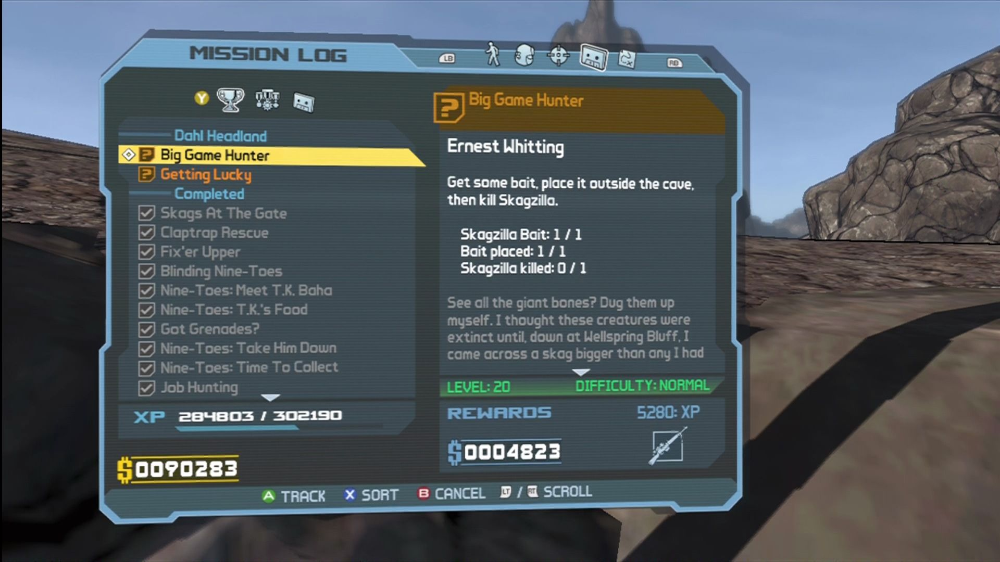 MISSION LOG
LB
RB
Y
Dahl Headland
Big Game Hunter
Getting Lucky
Completed
Skags At The Gate
Claptrap Rescue
Fix'er Upper
Blinding Nine-Toes
Nine-Toes: Meet T.K. Baha
Nine-Toes: T.K.'s Food
Got Grenades?
Nine-Toes: Take Him Down
Nine-Toes: Time To Collect
Job Hunting
XP 284803 / 302190
$0090283
Big Game Hunter
Ernest Whitting
Get some bait, place it outside the cave,
then kill Skagzilla.
Skagzilla Bait: 1 / 1
Bait placed: 1 / 1
Skagzilla killed: 0 / 1
See all the giant bones? Dug them up
myself. I thought these creatures were
extinct until, down at Wellspring Bluff, I
came across a skag bigger than any I had
LEVEL: 20 DIFFICULTY: NORMAL
REWARDS 5280: XP
$0004823
A TRACK X SORT B CANCEL LT / RT SCROLL